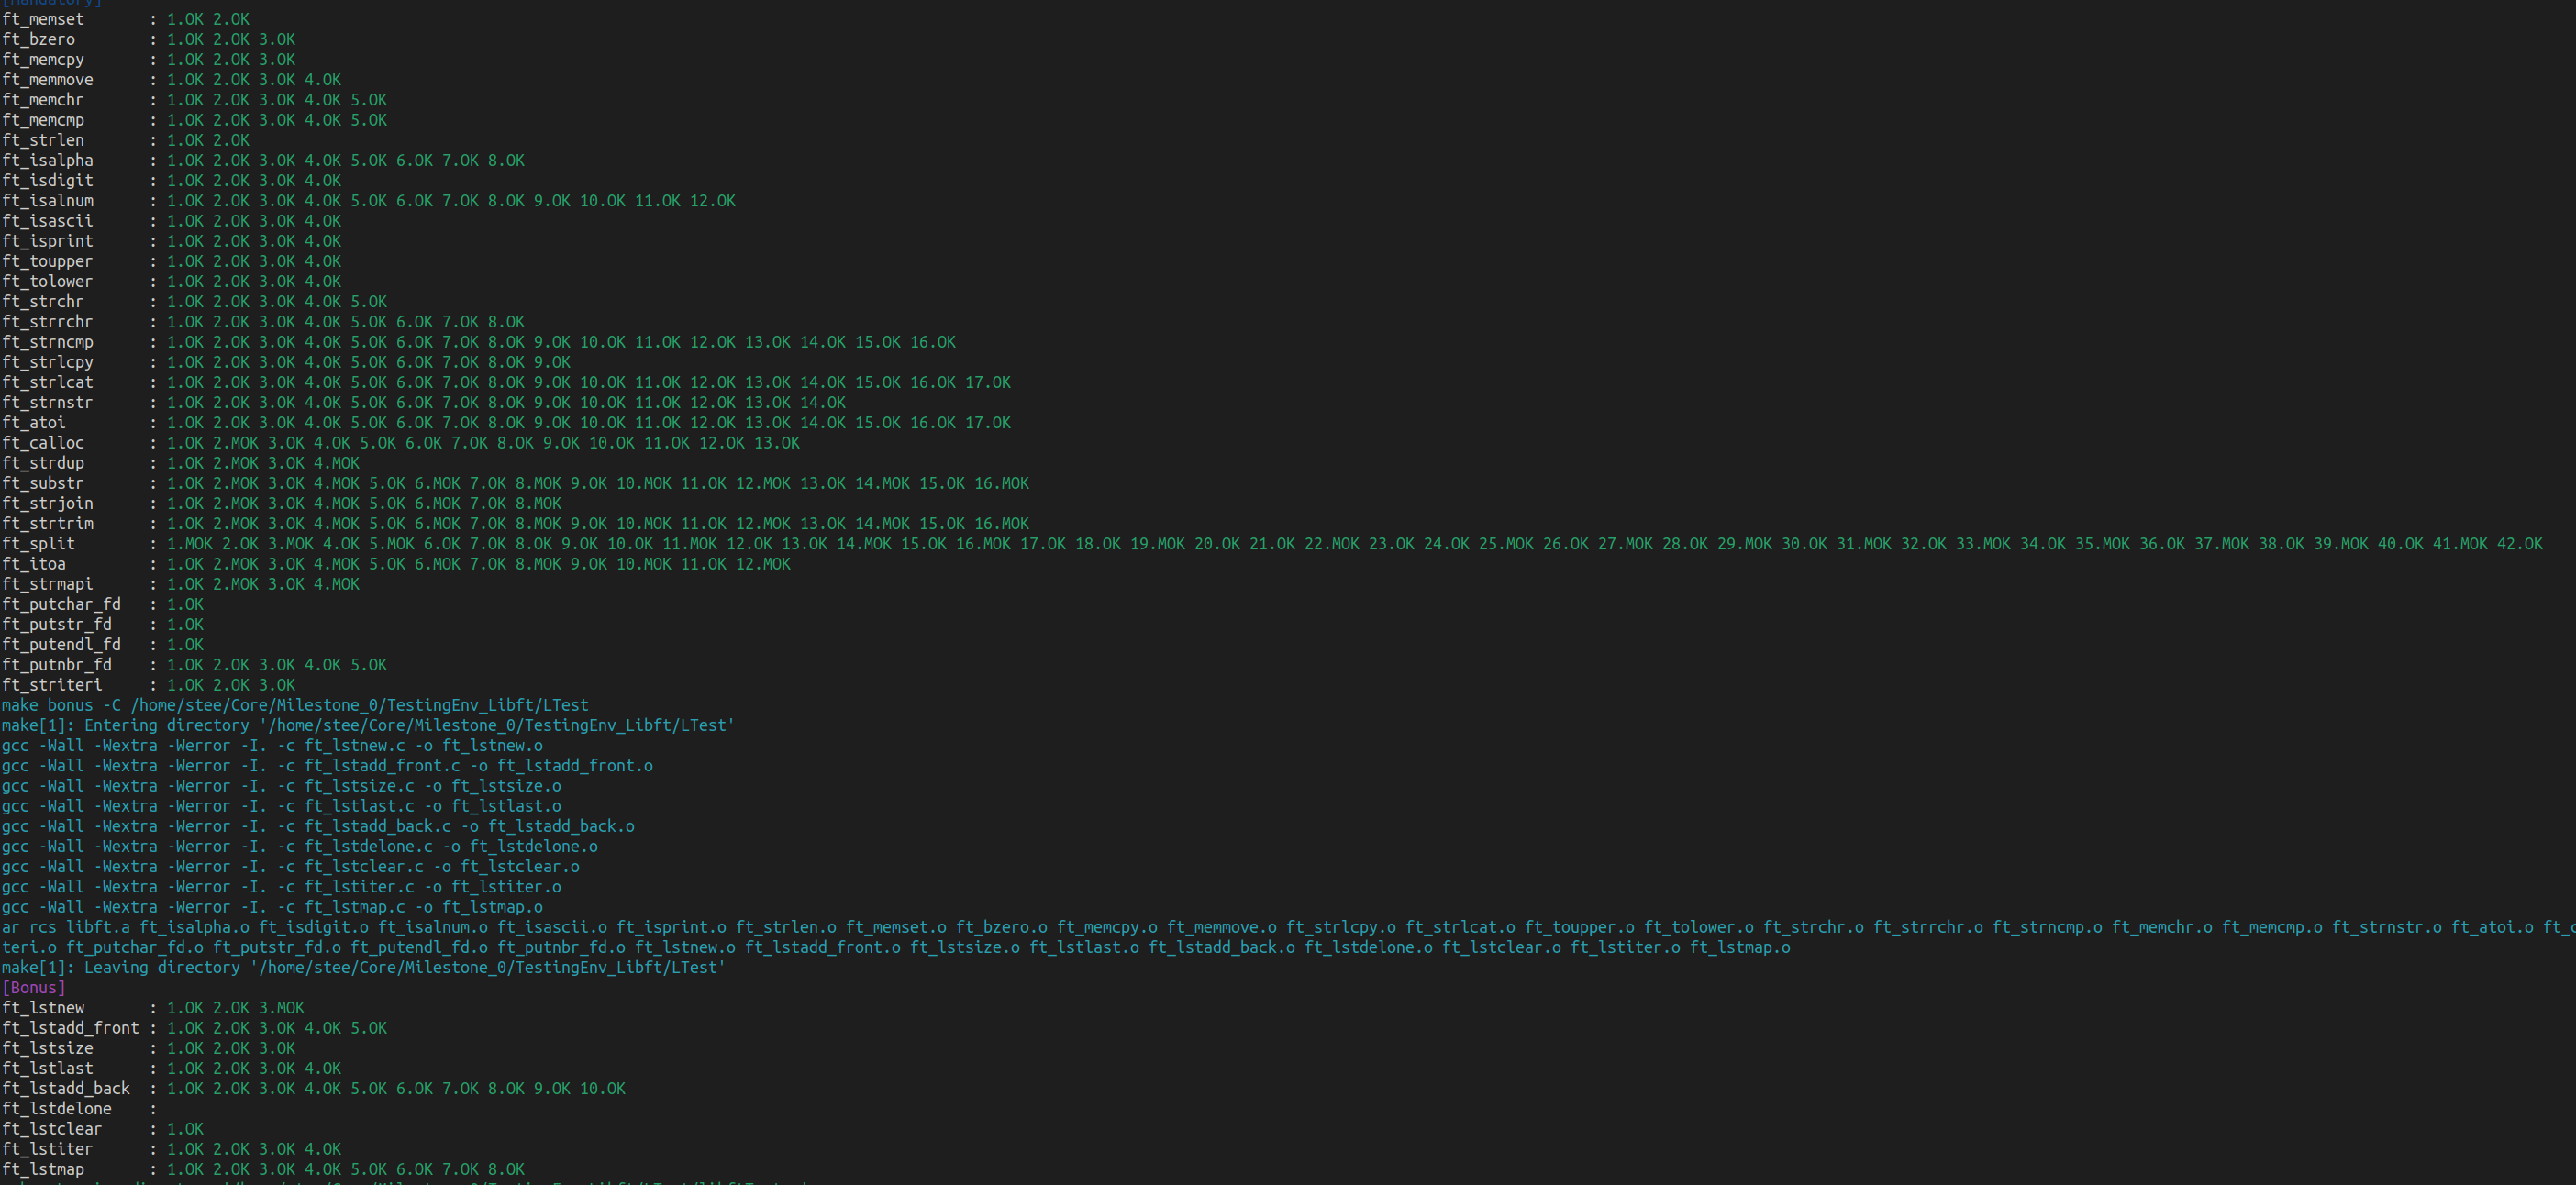 [Mandatory]
ft_memset       : 1.OK 2.OK
ft_bzero        : 1.OK 2.OK 3.OK
ft_memcpy       : 1.OK 2.OK 3.OK
ft_memmove      : 1.OK 2.OK 3.OK 4.OK
ft_memchr       : 1.OK 2.OK 3.OK 4.OK 5.OK
ft_memcmp       : 1.OK 2.OK 3.OK 4.OK 5.OK
ft_strlen       : 1.OK 2.OK
ft_isalpha      : 1.OK 2.OK 3.OK 4.OK 5.OK 6.OK 7.OK 8.OK
ft_isdigit      : 1.OK 2.OK 3.OK 4.OK
ft_isalnum      : 1.OK 2.OK 3.OK 4.OK 5.OK 6.OK 7.OK 8.OK 9.OK 10.OK 11.OK 12.OK
ft_isascii      : 1.OK 2.OK 3.OK 4.OK
ft_isprint      : 1.OK 2.OK 3.OK 4.OK
ft_toupper      : 1.OK 2.OK 3.OK 4.OK
ft_tolower      : 1.OK 2.OK 3.OK 4.OK
ft_strchr       : 1.OK 2.OK 3.OK 4.OK 5.OK
ft_strrchr      : 1.OK 2.OK 3.OK 4.OK 5.OK 6.OK 7.OK 8.OK
ft_strncmp      : 1.OK 2.OK 3.OK 4.OK 5.OK 6.OK 7.OK 8.OK 9.OK 10.OK 11.OK 12.OK 13.OK 14.OK 15.OK 16.OK
ft_strlcpy      : 1.OK 2.OK 3.OK 4.OK 5.OK 6.OK 7.OK 8.OK 9.OK
ft_strlcat      : 1.OK 2.OK 3.OK 4.OK 5.OK 6.OK 7.OK 8.OK 9.OK 10.OK 11.OK 12.OK 13.OK 14.OK 15.OK 16.OK 17.OK
ft_strnstr      : 1.OK 2.OK 3.OK 4.OK 5.OK 6.OK 7.OK 8.OK 9.OK 10.OK 11.OK 12.OK 13.OK 14.OK
ft_atoi         : 1.OK 2.OK 3.OK 4.OK 5.OK 6.OK 7.OK 8.OK 9.OK 10.OK 11.OK 12.OK 13.OK 14.OK 15.OK 16.OK 17.OK
ft_calloc       : 1.OK 2.MOK 3.OK 4.OK 5.OK 6.OK 7.OK 8.OK 9.OK 10.OK 11.OK 12.OK 13.OK
ft_strdup       : 1.OK 2.MOK 3.OK 4.MOK
ft_substr       : 1.OK 2.MOK 3.OK 4.MOK 5.OK 6.MOK 7.OK 8.MOK 9.OK 10.MOK 11.OK 12.MOK 13.OK 14.MOK 15.OK 16.MOK
ft_strjoin      : 1.OK 2.MOK 3.OK 4.MOK 5.OK 6.MOK 7.OK 8.MOK
ft_strtrim      : 1.OK 2.MOK 3.OK 4.MOK 5.OK 6.MOK 7.OK 8.MOK 9.OK 10.MOK 11.OK 12.MOK 13.OK 14.MOK 15.OK 16.MOK
ft_split        : 1.MOK 2.OK 3.MOK 4.OK 5.MOK 6.OK 7.OK 8.OK 9.OK 10.OK 11.MOK 12.OK 13.OK 14.MOK 15.OK 16.MOK 17.OK 18.OK 19.MOK 20.OK 21.OK 22.MOK 23.OK 24.OK 25.MOK 26.OK 27.MOK 28.OK 29.MOK 30.OK 31.MOK 32.OK 33.MOK 34.OK 35.MOK 36.OK 37.MOK 38.OK 39.MOK 40.OK 41.MOK 42.OK
ft_itoa         : 1.OK 2.MOK 3.OK 4.MOK 5.OK 6.MOK 7.OK 8.MOK 9.OK 10.MOK 11.OK 12.MOK
ft_strmapi      : 1.OK 2.MOK 3.OK 4.MOK
ft_putchar_fd   : 1.OK
ft_putstr_fd    : 1.OK
ft_putendl_fd   : 1.OK
ft_putnbr_fd    : 1.OK 2.OK 3.OK 4.OK 5.OK
ft_striteri     : 1.OK 2.OK 3.OK
make bonus -C /home/stee/Core/Milestone_0/TestingEnv_Libft/LTest
make[1]: Entering directory '/home/stee/Core/Milestone_0/TestingEnv_Libft/LTest'
gcc -Wall -Wextra -Werror -I. -c ft_lstnew.c -o ft_lstnew.o
gcc -Wall -Wextra -Werror -I. -c ft_lstadd_front.c -o ft_lstadd_front.o
gcc -Wall -Wextra -Werror -I. -c ft_lstsize.c -o ft_lstsize.o
gcc -Wall -Wextra -Werror -I. -c ft_lstlast.c -o ft_lstlast.o
gcc -Wall -Wextra -Werror -I. -c ft_lstadd_back.c -o ft_lstadd_back.o
gcc -Wall -Wextra -Werror -I. -c ft_lstdelone.c -o ft_lstdelone.o
gcc -Wall -Wextra -Werror -I. -c ft_lstclear.c -o ft_lstclear.o
gcc -Wall -Wextra -Werror -I. -c ft_lstiter.c -o ft_lstiter.o
gcc -Wall -Wextra -Werror -I. -c ft_lstmap.c -o ft_lstmap.o
ar rcs libft.a ft_isalpha.o ft_isdigit.o ft_isalnum.o ft_isascii.o ft_isprint.o ft_strlen.o ft_memset.o ft_bzero.o ft_memcpy.o ft_memmove.o ft_strlcpy.o ft_strlcat.o ft_toupper.o ft_tolower.o ft_strchr.o ft_strrchr.o ft_strncmp.o ft_memchr.o ft_memcmp.o ft_strnstr.o ft_atoi.o
teri.o ft_putchar_fd.o ft_putstr_fd.o ft_putendl_fd.o ft_putnbr_fd.o ft_lstnew.o ft_lstadd_front.o ft_lstsize.o ft_lstlast.o ft_lstadd_back.o ft_lstdelone.o ft_lstclear.o ft_lstiter.o ft_lstmap.o
make[1]: Leaving directory '/home/stee/Core/Milestone_0/TestingEnv_Libft/LTest'
[Bonus]
ft_lstnew       : 1.OK 2.OK 3.MOK
ft_lstadd_front : 1.OK 2.OK 3.OK 4.OK 5.OK
ft_lstsize      : 1.OK 2.OK 3.OK
ft_lstlast      : 1.OK 2.OK 3.OK 4.OK
ft_lstadd_back  : 1.OK 2.OK 3.OK 4.OK 5.OK 6.OK 7.OK 8.OK 9.OK 10.OK
ft_lstdelone    :
ft_lstclear     : 1.OK
ft_lstiter      : 1.OK 2.OK 3.OK 4.OK
ft_lstmap       : 1.OK 2.OK 3.OK 4.OK 5.OK 6.OK 7.OK 8.OK